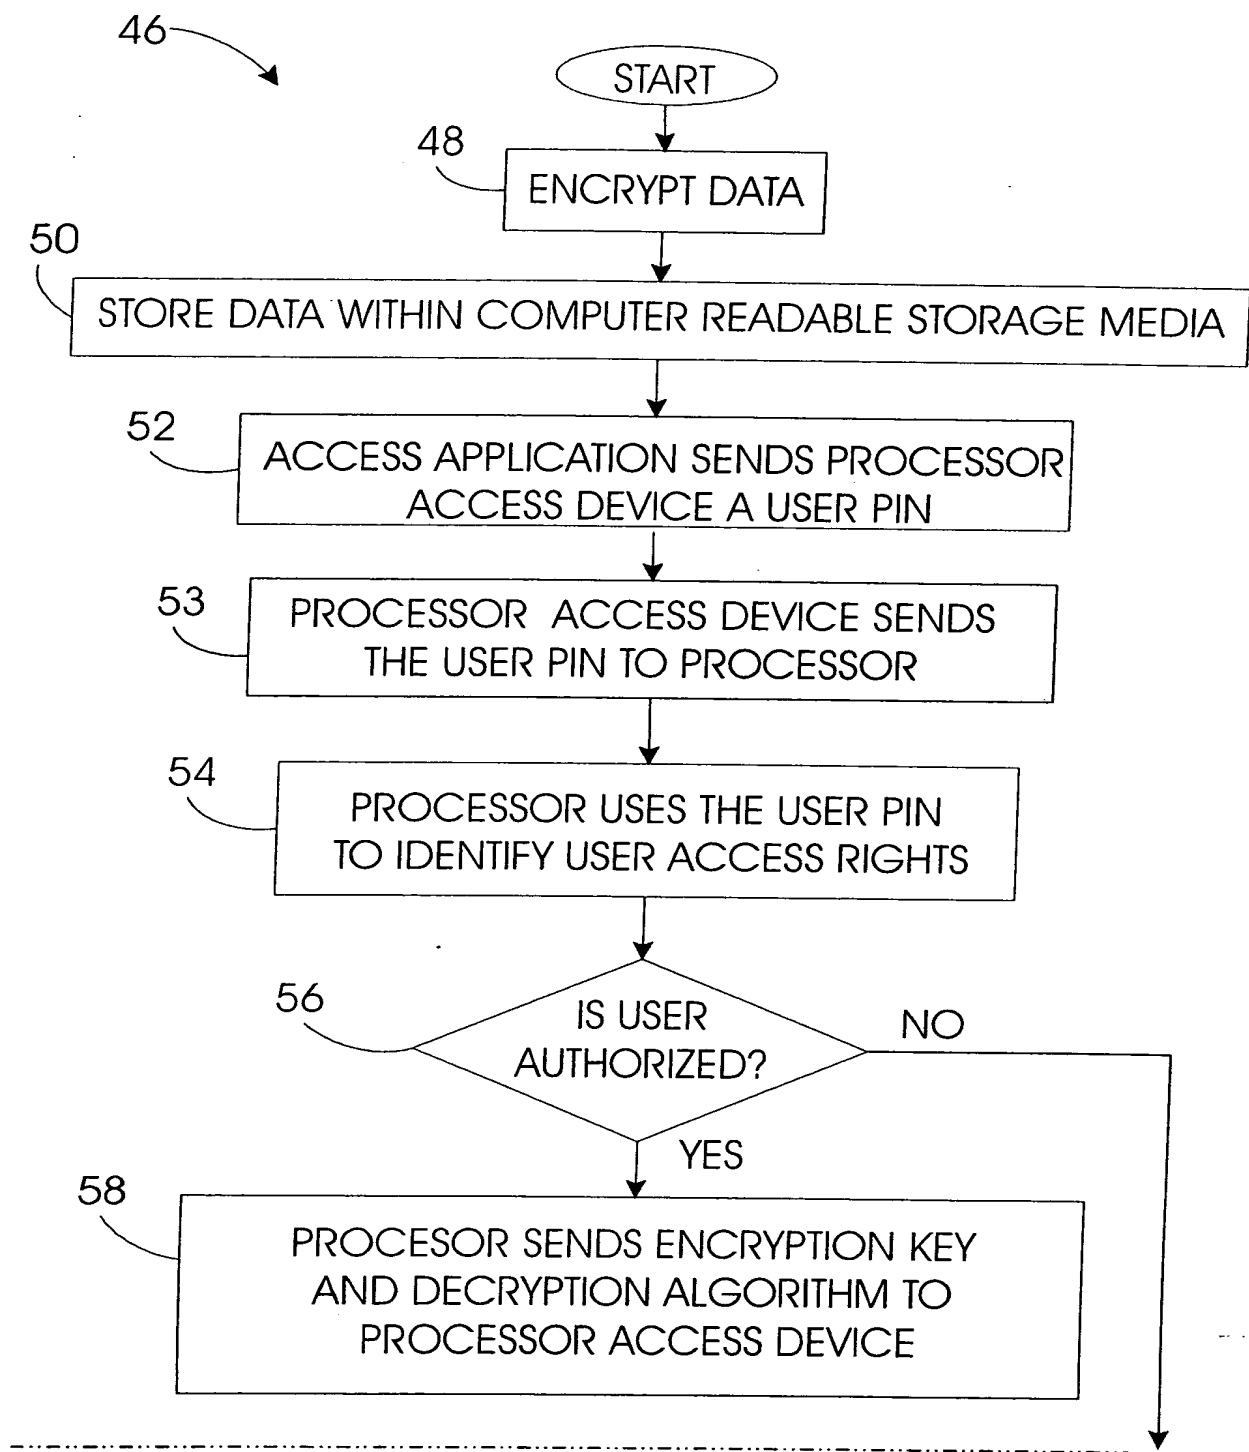 46
START
48
ENCRYPT DATA
50
STORE DATA WITHIN COMPUTER READABLE STORAGE MEDIA
52
ACCESS APPLICATION SENDS PROCESSOR
ACCESS DEVICE A USER PIN
53
PROCESSOR ACCESS DEVICE SENDS
THE USER PIN TO PROCESSOR
54
PROCESSOR USES THE USER PIN
TO IDENTIFY USER ACCESS RIGHTS
56
IS USER
AUTHORIZED?
NO
YES
58
PROCESOR SENDS ENCRYPTION KEY
AND DECRYPTION ALGORITHM TO
PROCESSOR ACCESS DEVICE